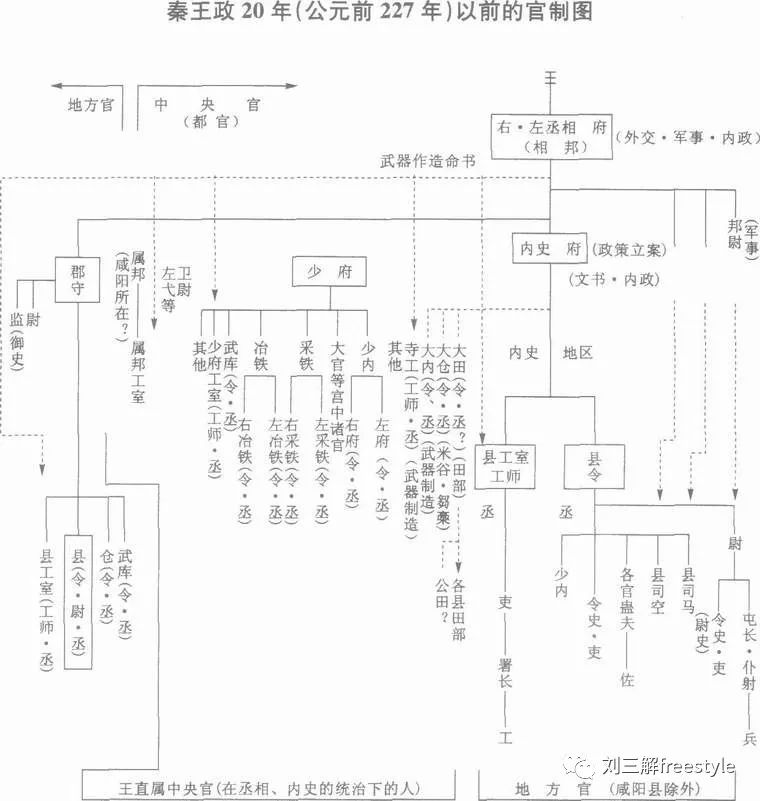 秦王政20年(公元前227年)以前的官制图
地方官
中央官
(都官)
王
右·左丞相府
(相邦)
(外交·军事·内政)
武器作造命书
内史府
(政策立案)
(文书·内政)
邦尉
(军事)
郡守
监(御史)
尉
属邦——属邦工室
(咸阳所在?)
卫尉
左弋等
少府
其他
少府工室(工师·丞)
武库(令·丞)
冶铁
右冶铁(令·丞)
左冶铁(令·丞)
采铁
右采铁(令·丞)
左采铁(令·丞)
大官等宫中诸官
少内
右府(令·丞)
左府(令·丞)
其他
寺工(工师·丞)(武器制造)
大内(令、丞)(武器制造)
大仓(令·丞)(米谷·刍稾)
大田(令·丞?)(田部)
公田?
各县田部
内史 地区
县工室
工师
丞
吏
署长
工
县令
丞
少内
令史·吏
各官啬夫——佐
县司空
县司马
尉
(尉史)
令史·吏
屯长·仆射——兵
县工室(工师·丞)
县(令·尉·丞)
仓(令·丞)
武库(令·丞)
王直属中央官(在丞相、内史的统治下的人)
地方官 (咸阳县除外)
刘三解freestyle